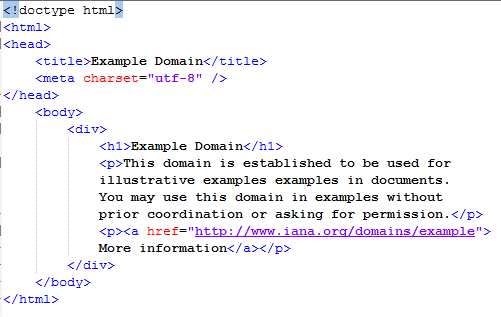 <!doctype html>
<html>
<head>
<title>Example Domain</title>
<meta charset="utf-8" />
</head>
<body>
<div>
<h1>Example Domain</h1>
<p>This domain is established to be used for
illustrative examples examples in documents.
You may use this domain in examples without
prior coordination or asking for permission.</p>
<p><a href="http://www.iana.org/domains/example">
More information</a></p>
</div>
</body>
</html>